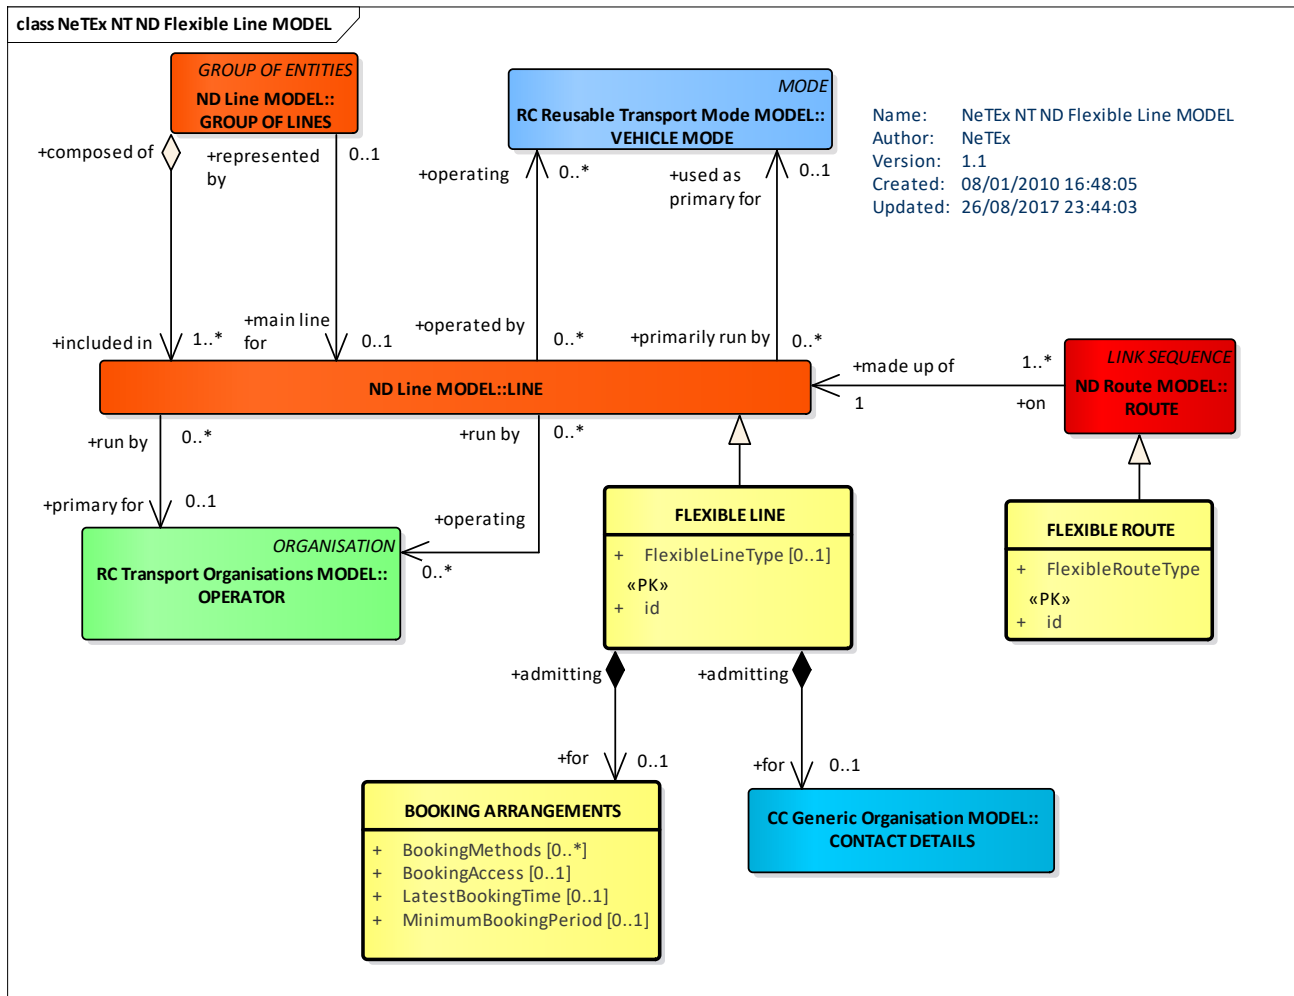 class NeTEx NT ND Flexible Line MODEL
GROUP OF ENTITIES
ND Line MODEL::
GROUP OF LINES
MODE
RC Reusable Transport Mode MODEL::
VEHICLE MODE
Name: NeTEx NT ND Flexible Line MODEL
Author: NeTEx
Version: 1.1
Created: 08/01/2010 16:48:05
Updated: 26/08/2017 23:44:03
+composed of
+represented
by
0..1
+operating
0..*
+used as
primary for
0..1
+included in
1..*
+main line
for
0..1
+operated by
0..*
+primarily run by
0..*
ND Line MODEL::LINE
+made up of
1
1..*
+on
LINK SEQUENCE
ND Route MODEL::
ROUTE
+run by
0..*
+run by
0..*
+primary for
0..1
+operating
0..*
ORGANISATION
RC Transport Organisations MODEL::
OPERATOR
FLEXIBLE LINE
+ FlexibleLineType [0..1]
«PK»
+ id
FLEXIBLE ROUTE
+ FlexibleRouteType
«PK»
+ id
+admitting
+admitting
+for
0..1
+for
0..1
BOOKING ARRANGEMENTS
+ BookingMethods [0..*]
+ BookingAccess [0..1]
+ LatestBookingTime [0..1]
+ MinimumBookingPeriod [0..1]
CC Generic Organisation MODEL::
CONTACT DETAILS